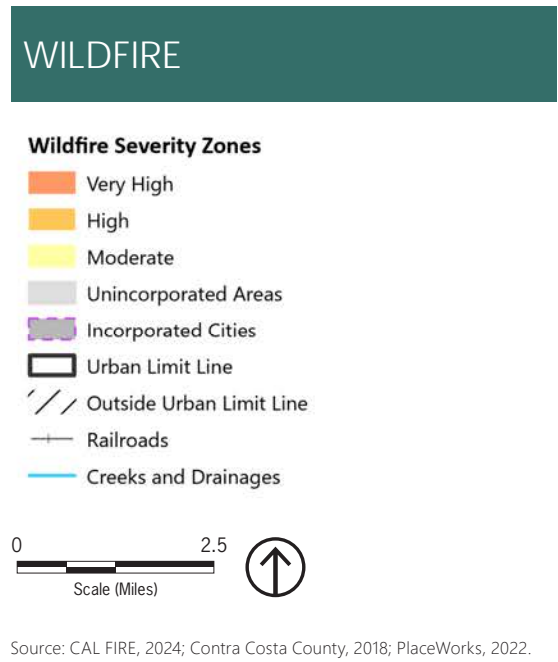 WILDFIRE
Wildfire Severity Zones
Very High
High
Moderate
Unincorporated Areas
Incorporated Cities
Urban Limit Line
Outside Urban Limit Line
Railroads
Creeks and Drainages
0 2.5
Scale (Miles)
Source: CAL FIRE, 2024; Contra Costa County, 2018; PlaceWorks, 2022.